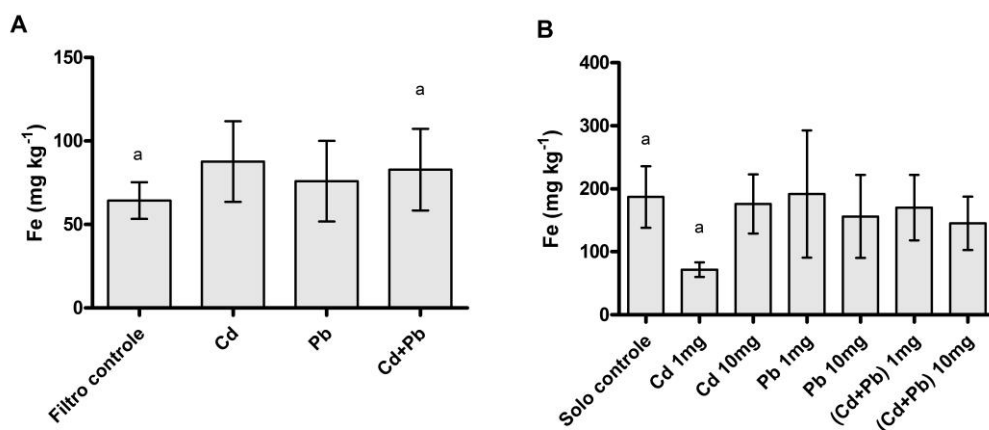 A
Fe (mg kg⁻¹)
150
100
50
0
a
a
Filtro controle
Cd
Pb
Cd+Pb
B
Fe (mg kg⁻¹)
400
300
200
100
0
a
a
Solo controle
Cd 1mg
Cd 10mg
Pb 1mg
Pb 10mg
(Cd+Pb) 1mg
(Cd+Pb) 10mg